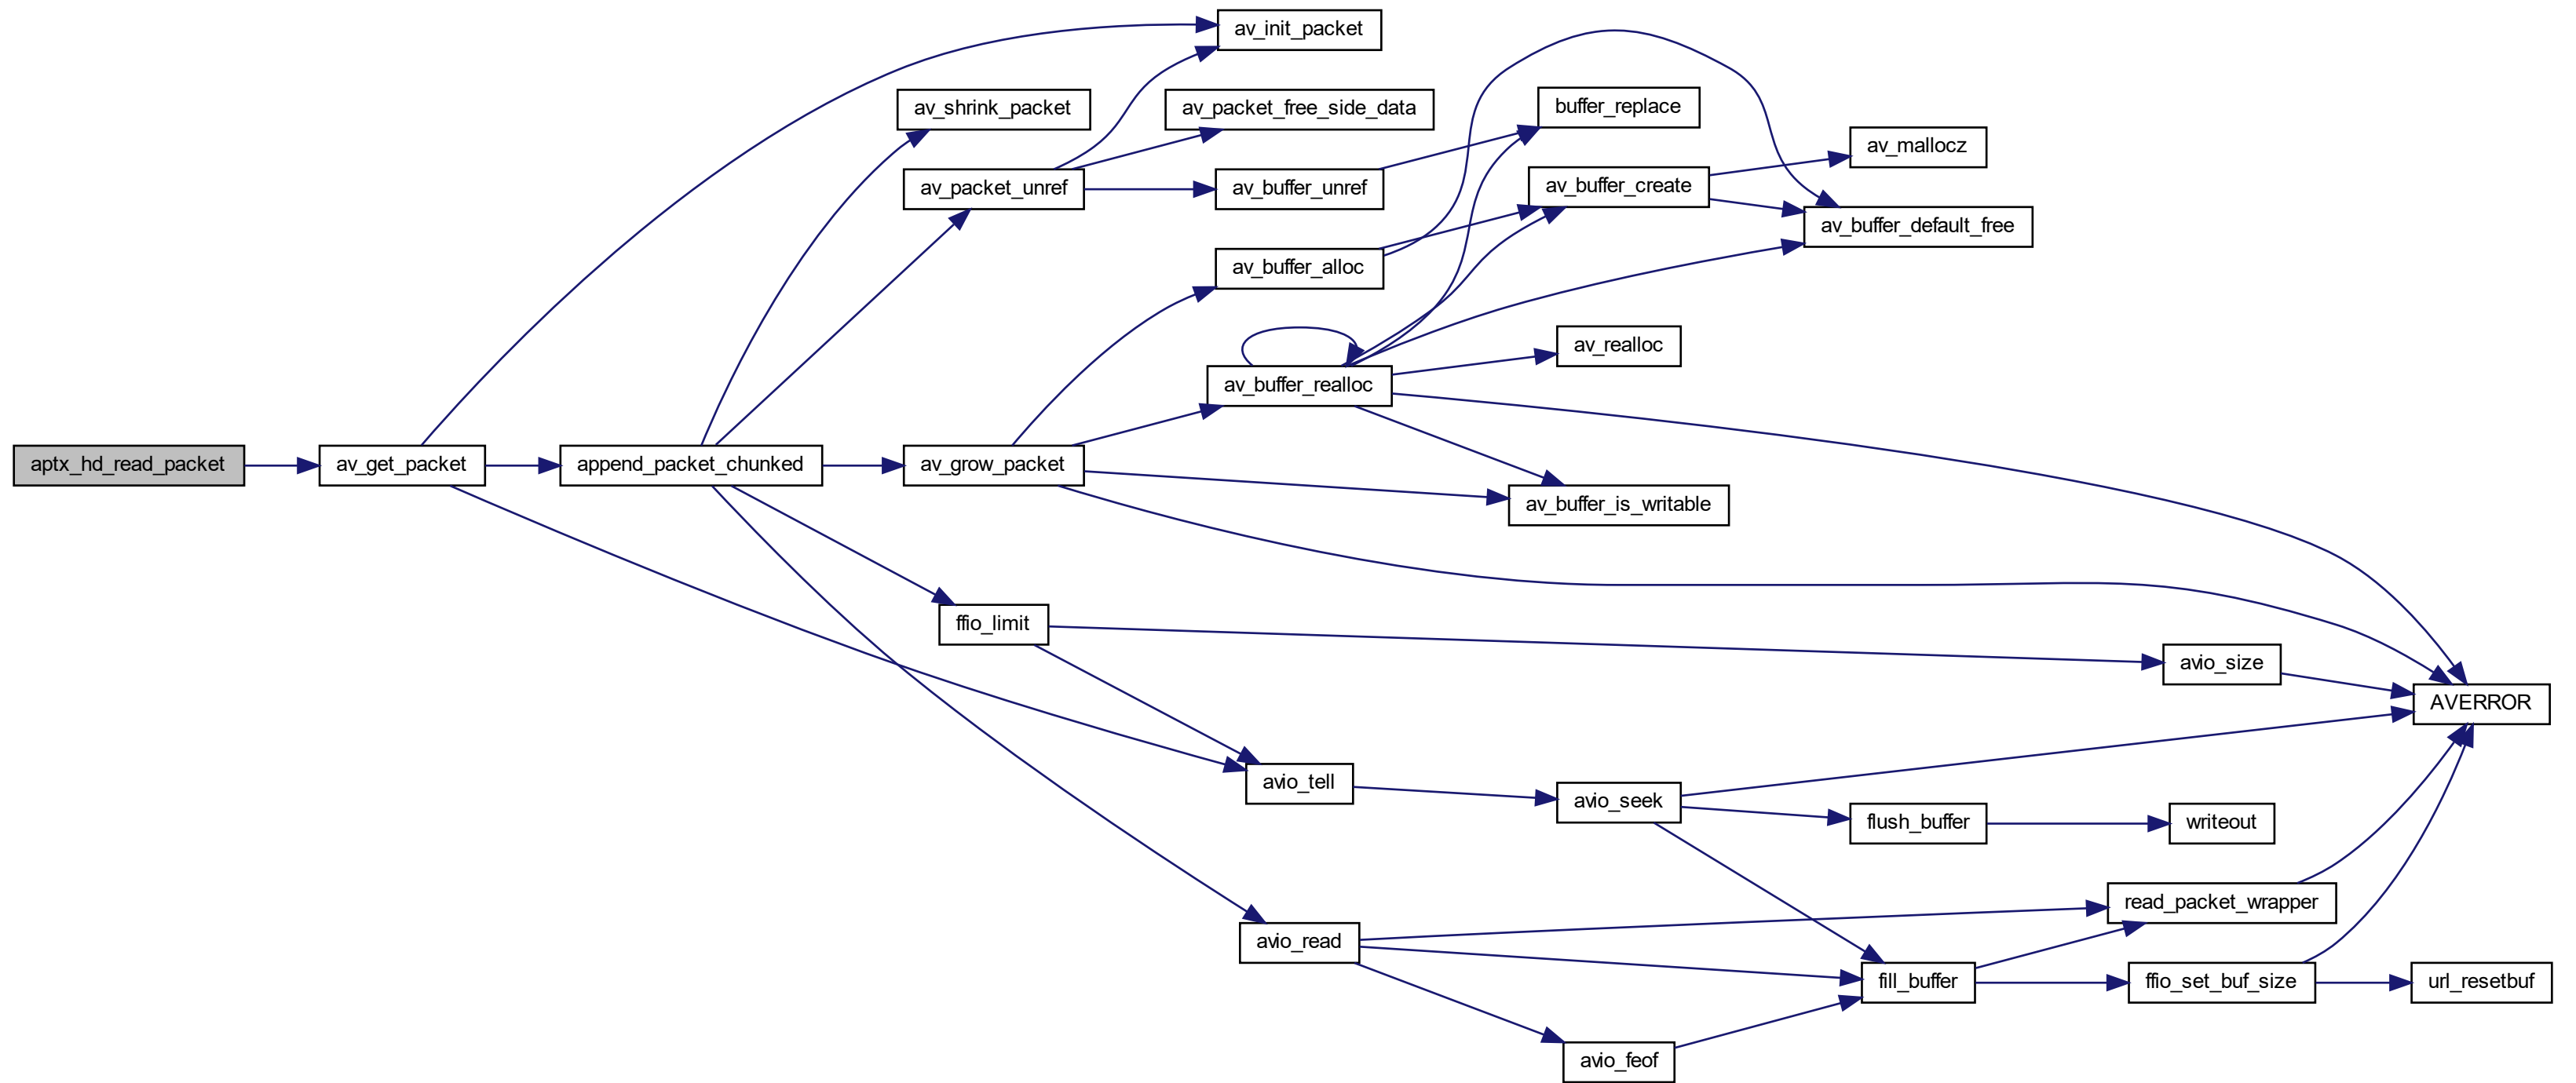 av_init_packet
av_shrink_packet
av_packet_free_side_data
buffer_replace
av_mallocz
av_packet_unref
av_buffer_unref
av_buffer_create
av_buffer_default_free
av_buffer_alloc
av_realloc
av_buffer_realloc
aptx_hd_read_packet
av_get_packet
append_packet_chunked
av_grow_packet
av_buffer_is_writable
ffio_limit
avio_size
AVERROR
avio_tell
avio_seek
flush_buffer
writeout
read_packet_wrapper
avio_read
fill_buffer
ffio_set_buf_size
url_resetbuf
avio_feof